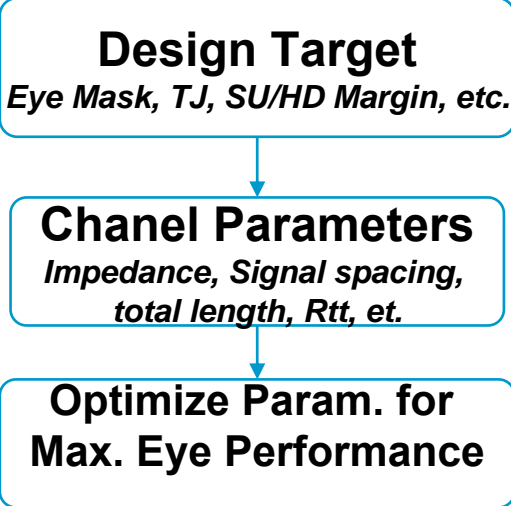 Design Target
Eye Mask, TJ, SU/HD Margin, etc.
Chanel Parameters
Impedance, Signal spacing,
total length, Rtt, et.
Optimize Param. for
Max. Eye Performance